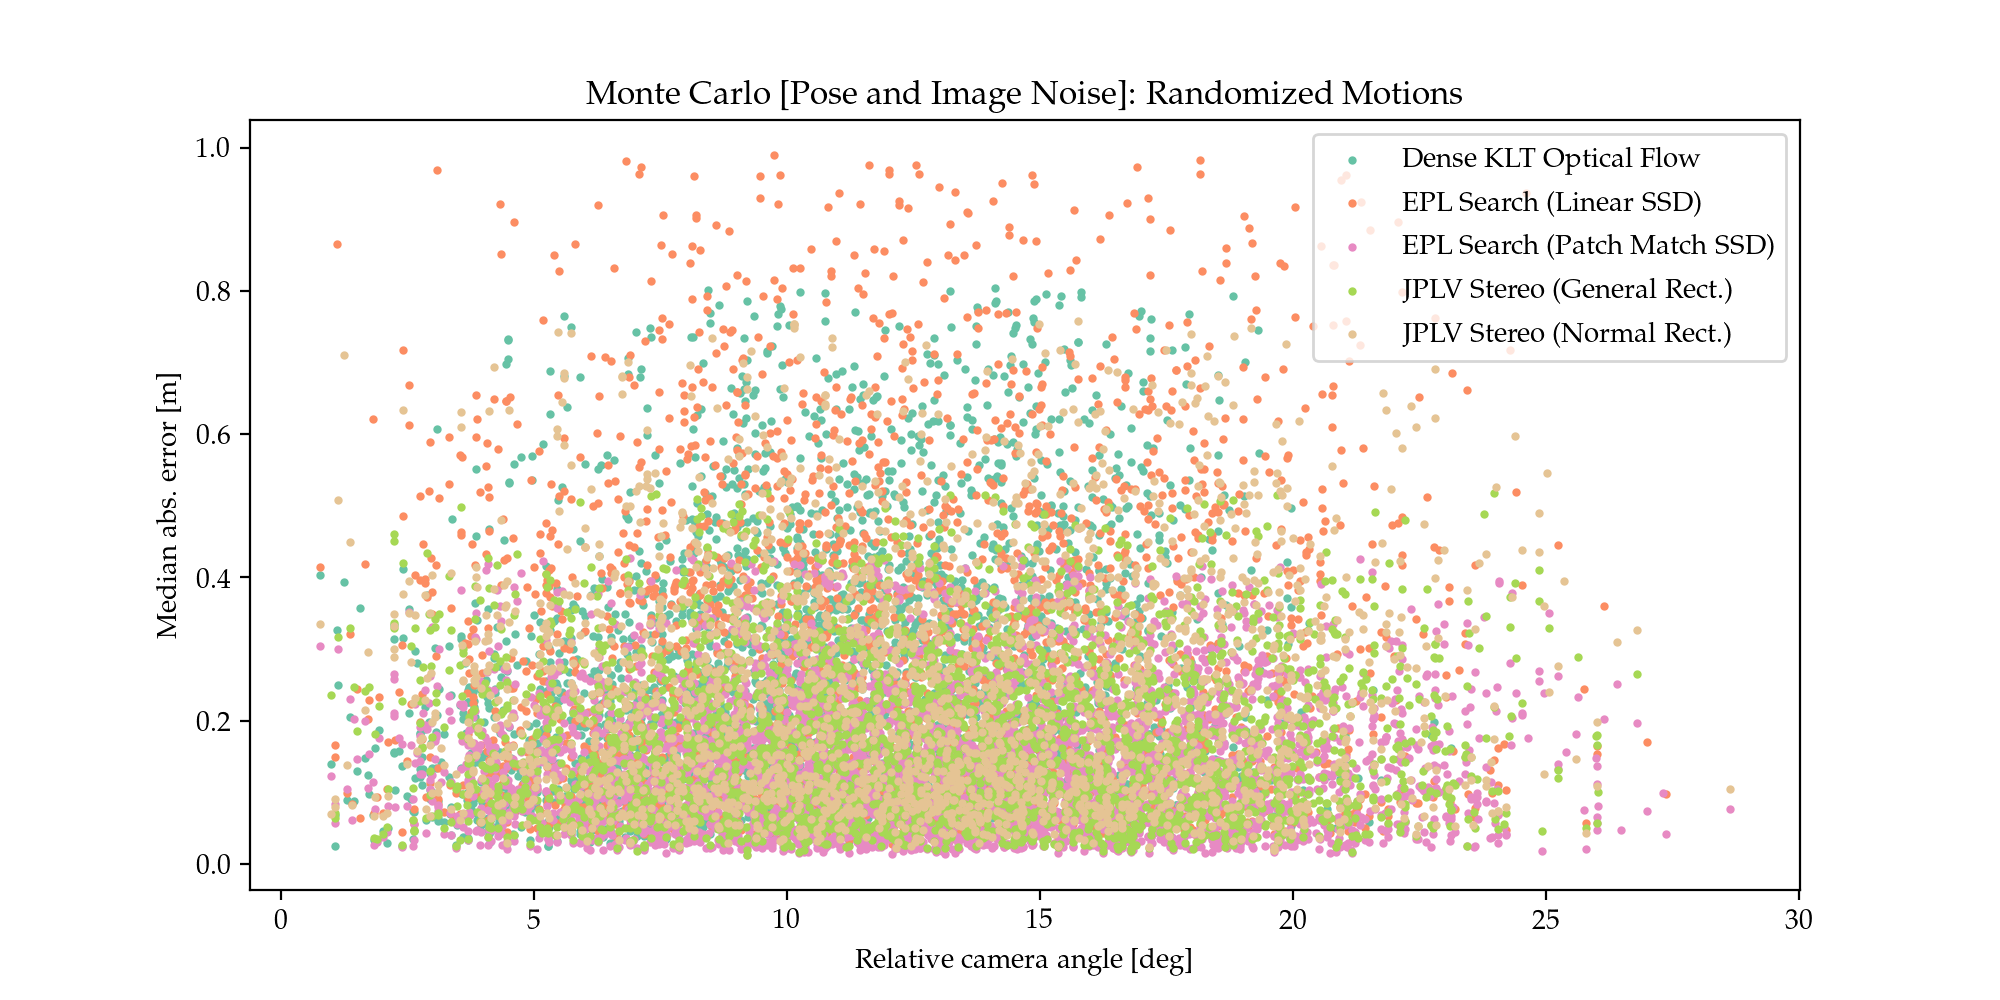 Monte Carlo [Pose and Image Noise]: Randomized Motions
Dense KLT Optical Flow
EPL Search (Linear SSD)
EPL Search (Patch Match SSD)
JPLV Stereo (General Rect.)
JPLV Stereo (Normal Rect.)
Median abs. error [m]
1.0
0.8
0.6
0.4
0.2
0.0
0 5 10 15 20 25 30
Relative camera angle [deg]